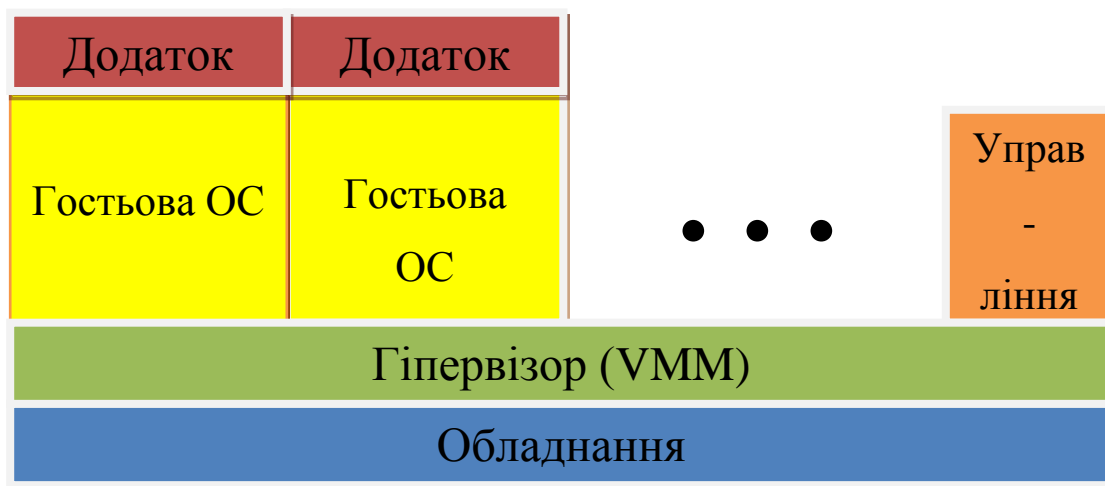 Додаток
Додаток
Гостьова ОС
Гостьова
ОС
Управ
-
ління
Гіпервізор (VMM)
Обладнання